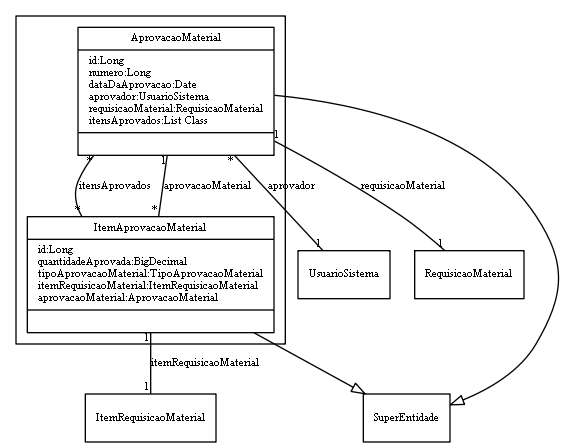 AprovacaoMaterial
id:Long
numero:Long
dataDaAprovacao:Date
aprovador:UsuarioSistema
requisicaoMaterial:RequisicaoMaterial
itensAprovados:List Class
1
* 1 *
itensAprovados aprovacaoMaterial aprovador requisicaoMaterial
* *
ItemAprovacaoMaterial
id:Long
quantidadeAprovada:BigDecimal
tipoAprovacaoMaterial:TipoAprovacaoMaterial
itemRequisicaoMaterial:ItemRequisicaoMaterial
aprovacaoMaterial:AprovacaoMaterial
1 1
UsuarioSistema RequisicaoMaterial
1
itemRequisicaoMaterial
1
ItemRequisicaoMaterial SuperEntidade